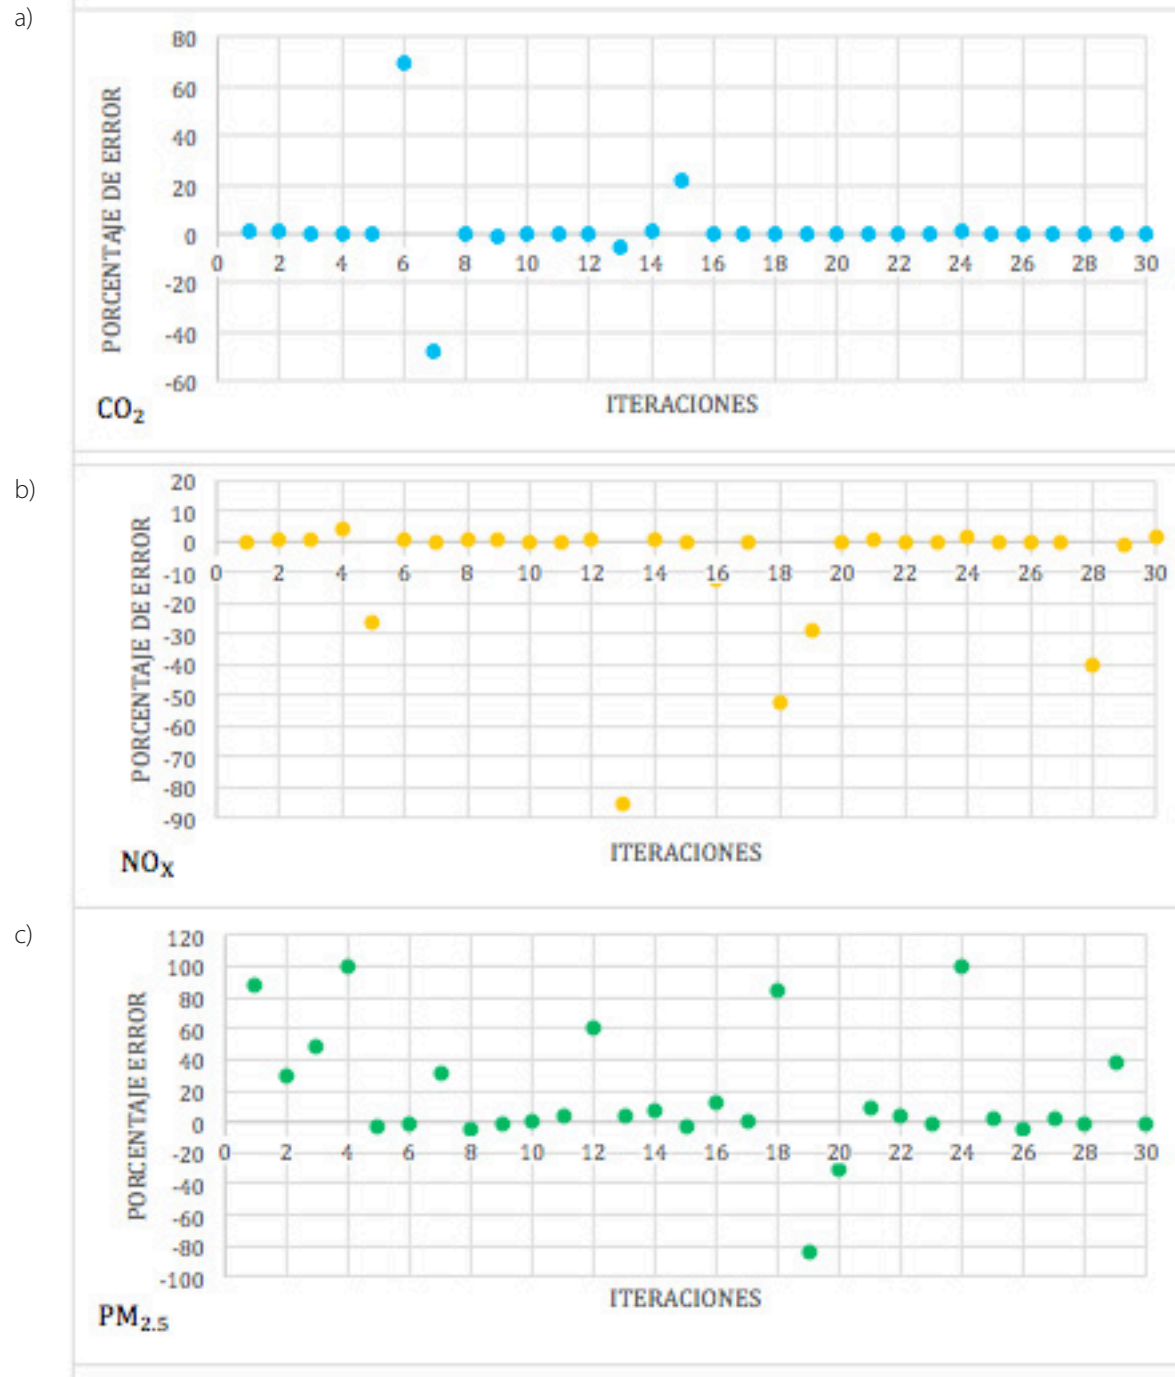 a)
80
60
40
20
0
-20
-40
-60
PORCENTAJE DE ERROR
0 2 4 6 8 10 12 14 16 18 20 22 24 26 28 30
ITERACIONES
CO₂
b)
20
10
0
-10
-20
-30
-40
-50
-60
-70
-80
-90
PORCENTAJE DE ERROR
0 2 4 6 8 10 12 14 16 18 20 22 24 26 28 30
ITERACIONES
NOX
c)
120
100
80
60
40
20
0
-20
-40
-60
-80
-100
PORCENTAJE ERROR
0 2 4 6 8 10 12 14 16 18 20 22 24 26 28 30
ITERACIONES
PM₂.₅